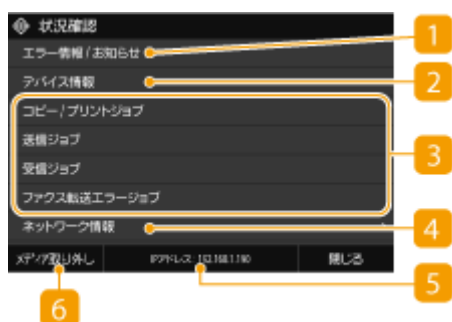 状況確認
1
エラー情報/お知らせ
デバイス情報
2
コピー/プリントジョブ
送信ジョブ
3
受信ジョブ
ファクス転送エラージョブ
ネットワーク情報
4
メディア取り外し
IPアドレス: 192.168.1.190
閉じる
5
6